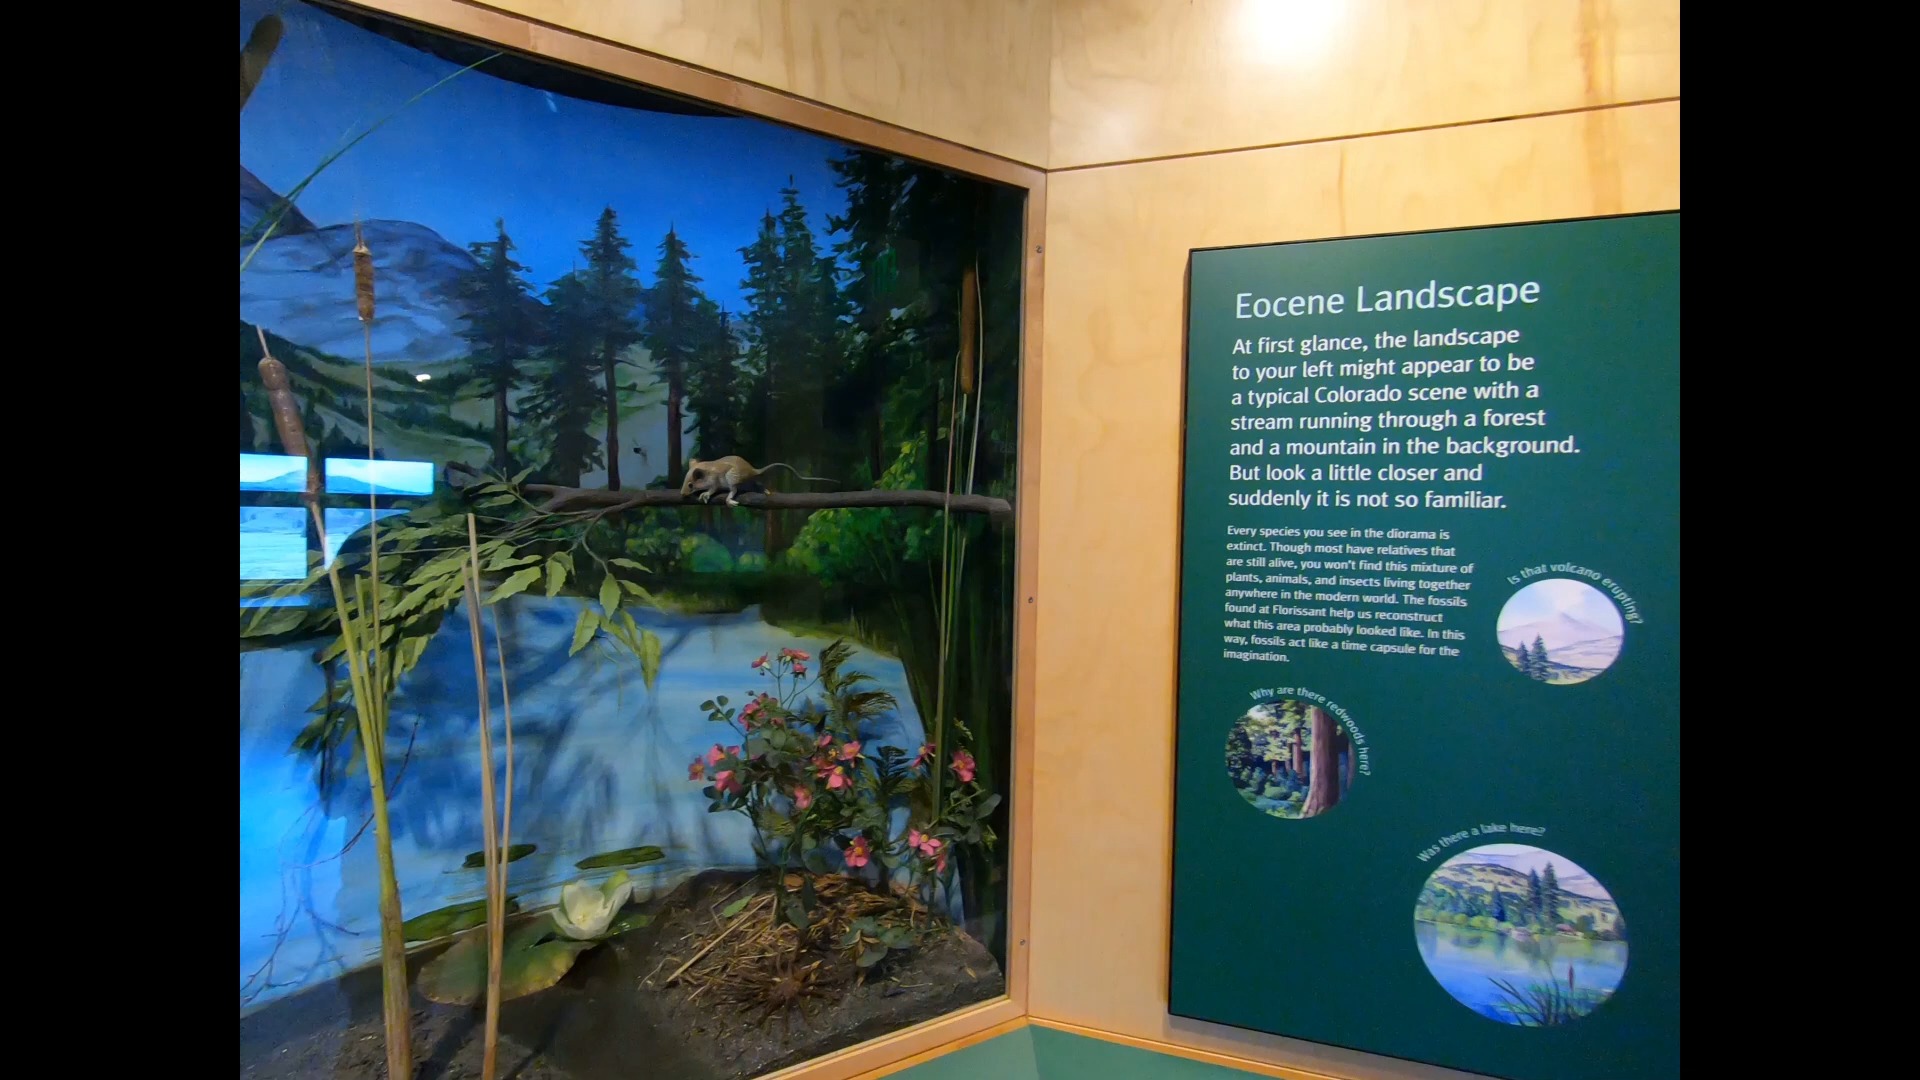 Eocene Landscape
At first glance, the landscape
to your left might appear to be
a typical Colorado scene with a
stream running through a forest
and a mountain in the background.
But look a little closer and
suddenly it is not so familiar.
Every species you see in the diorama is
extinct. Though most have relatives that
are still alive, you won't find this mixture of
plants, animals, and insects living together
anywhere in the modern world. The fossils
found at Florissant help us reconstruct
what this area probably looked like. In this
way, fossils act like a time capsule for the
imagination.
Is that volcano erupting?
Why are there redwoods here?
Was there a lake here?